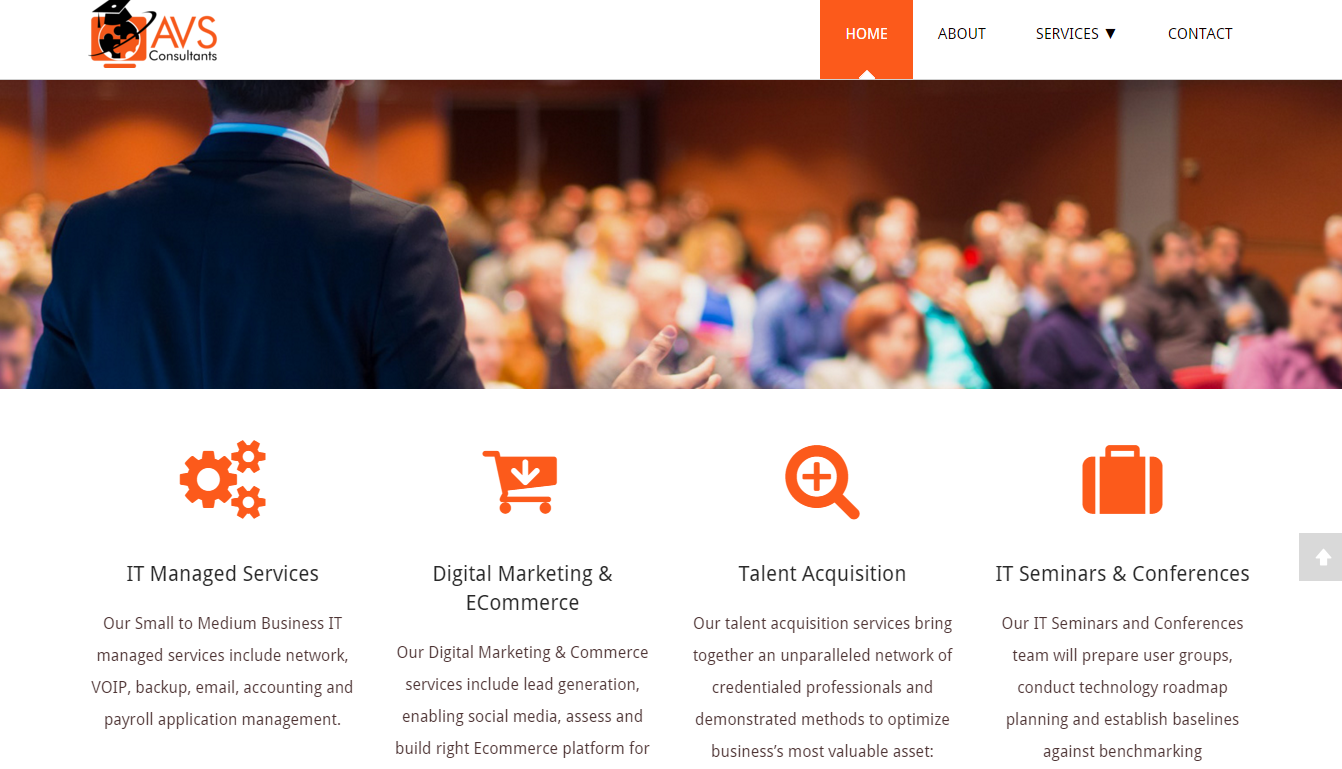 AVS
Consultants
HOME
ABOUT
SERVICES ▼
CONTACT
IT Managed Services
Our Small to Medium Business IT
managed services include network,
VOIP, backup, email, accounting and
payroll application management.
Digital Marketing &
ECommerce
Our Digital Marketing & Commerce
services include lead generation,
enabling social media, assess and
build right Ecommerce platform for
Talent Acquisition
Our talent acquisition services bring
together an unparalleled network of
credentialed professionals and
demonstrated methods to optimize
business’s most valuable asset:
IT Seminars & Conferences
Our IT Seminars and Conferences
team will prepare user groups,
conduct technology roadmap
planning and establish baselines
against benchmarking